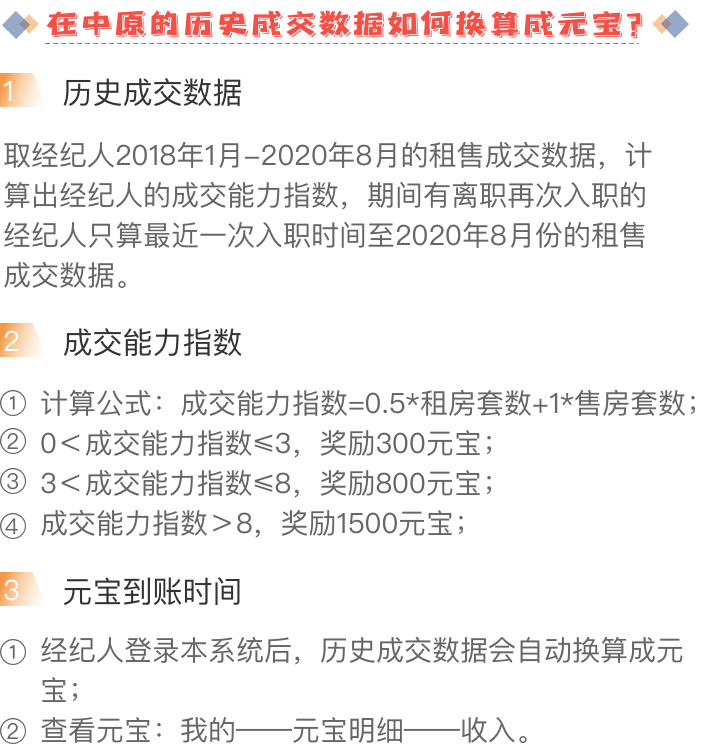 在中原的历史成交数据如何换算成元宝?
1 历史成交数据
取经纪人2018年1月-2020年8月的租售成交数据，计
算出经纪人的成交能力指数，期间有离职再次入职的
经纪人只算最近一次入职时间至2020年8月份的租售
成交数据。
2 成交能力指数
① 计算公式：成交能力指数=0.5*租房套数+1*售房套数；
② 0＜成交能力指数≤3，奖励300元宝；
③ 3＜成交能力指数≤8，奖励800元宝；
④ 成交能力指数＞8，奖励1500元宝；
3 元宝到账时间
① 经纪人登录本系统后，历史成交数据会自动换算成元
宝；
② 查看元宝：我的——元宝明细——收入。